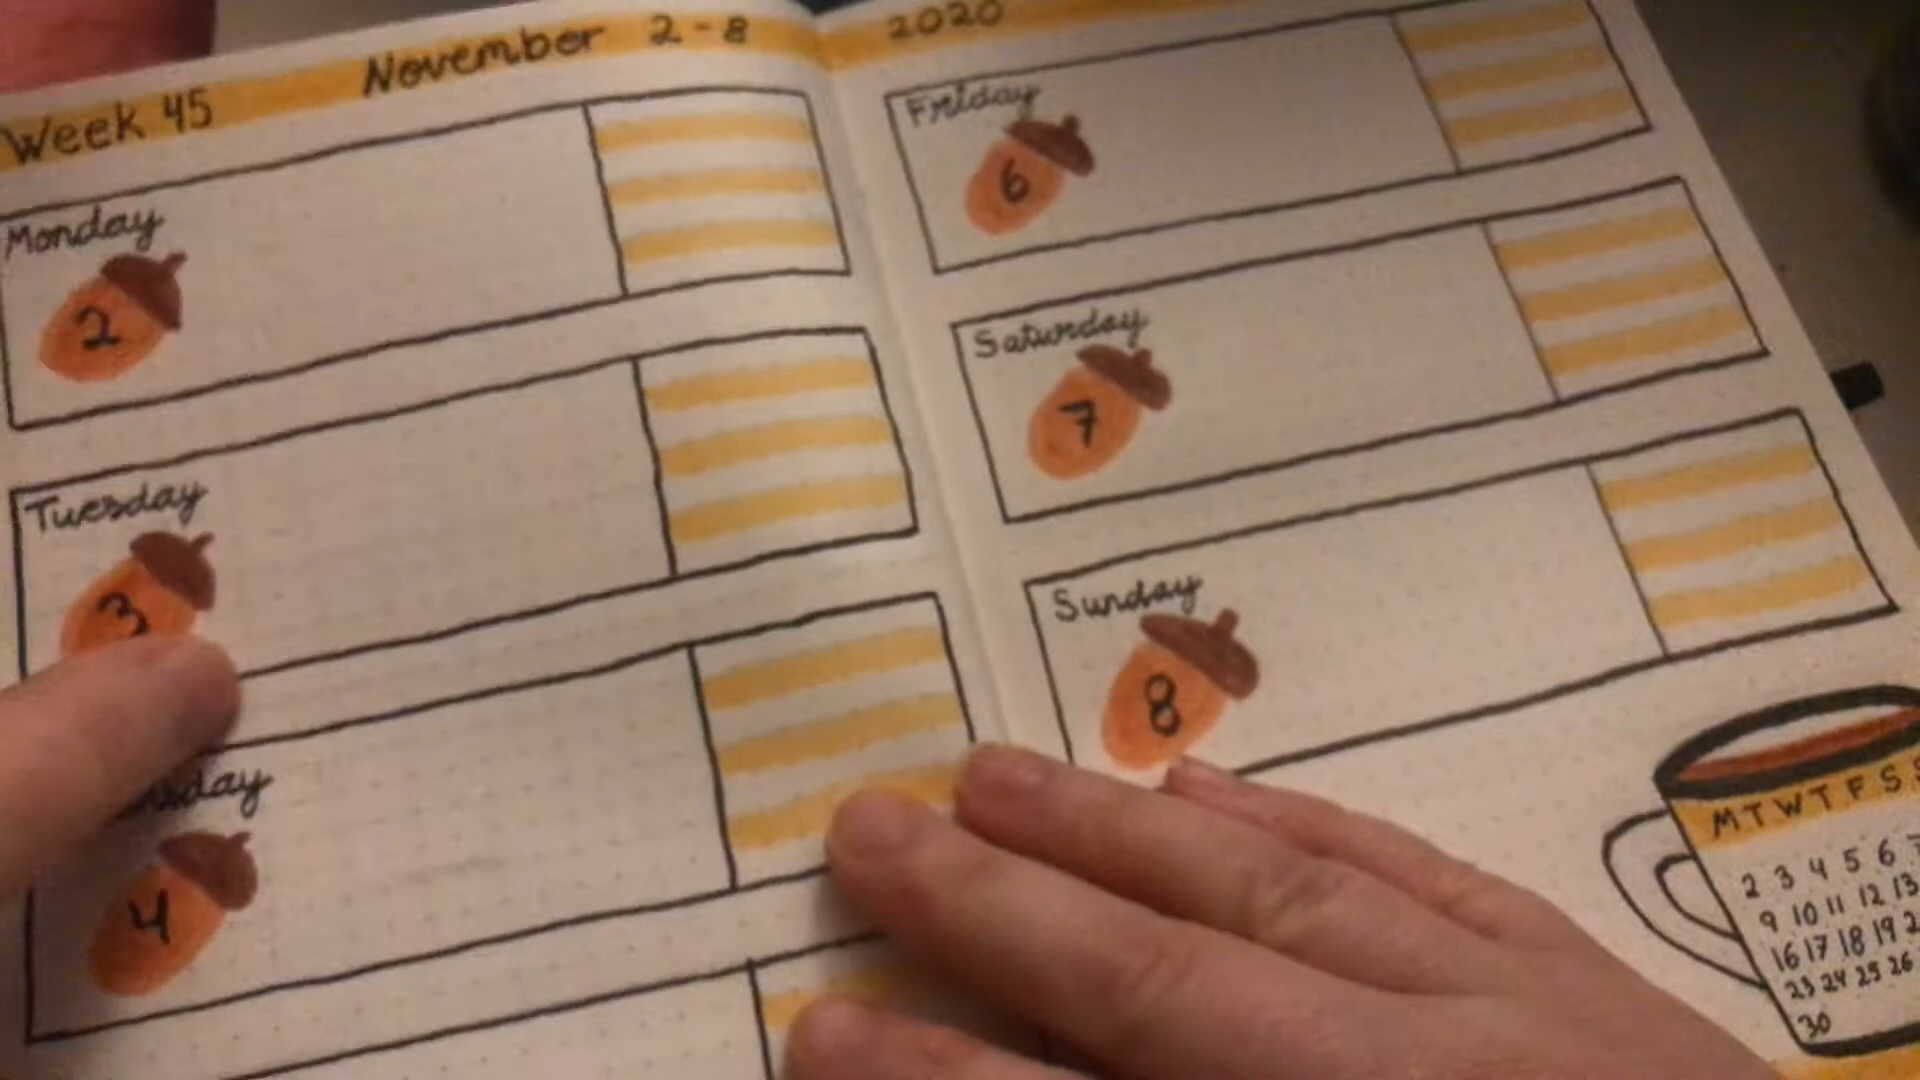 Week 45 November 2-8 2020
Monday
2
Tuesday
3
4
Friday
6
Saturday
7
Sunday
8
M T W T F S S
2 3 4 5 6 7
9 10 11 12 13
16 17 18 19
23 24 25 26
30